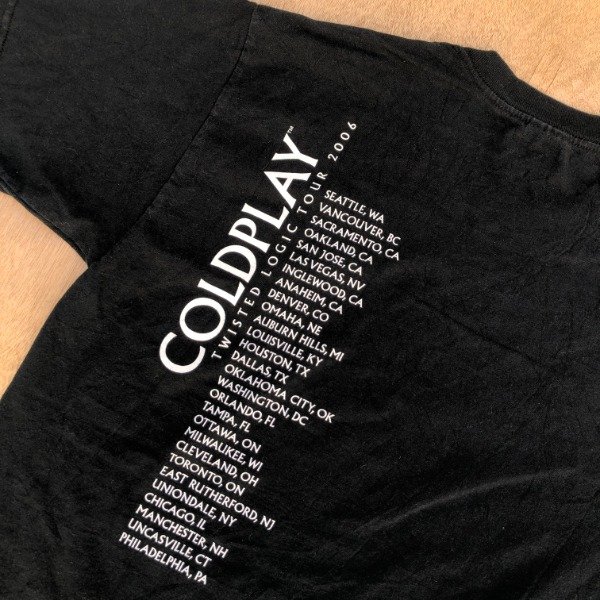 COLDPLAY™
TWISTED LOGIC TOUR 2006
SEATTLE, WA
VANCOUVER, BC
SACRAMENTO, CA
OAKLAND, CA
SAN JOSE, CA
LAS VEGAS, NV
INGLEWOOD, CA
ANAHEIM, CA
DENVER, CO
OMAHA, NE
AUBURN HILLS, MI
LOUISVILLE, KY
HOUSTON, TX
DALLAS, TX
OKLAHOMA CITY, OK
WASHINGTON, DC
ORLANDO, FL
TAMPA, FL
OTTAWA, ON
MILWAUKEE, WI
CLEVELAND, OH
TORONTO, ON
EAST RUTHERFORD, NJ
UNIONDALE, NY
CHICAGO, IL
MANCHESTER, NH
UNCASVILLE, CT
PHILADELPHIA, PA